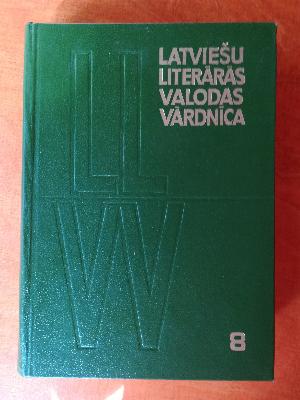 LATVIEŠU
LITERĀRĀS
VALODAS
VĀRDNĪCA
LL
VV
8